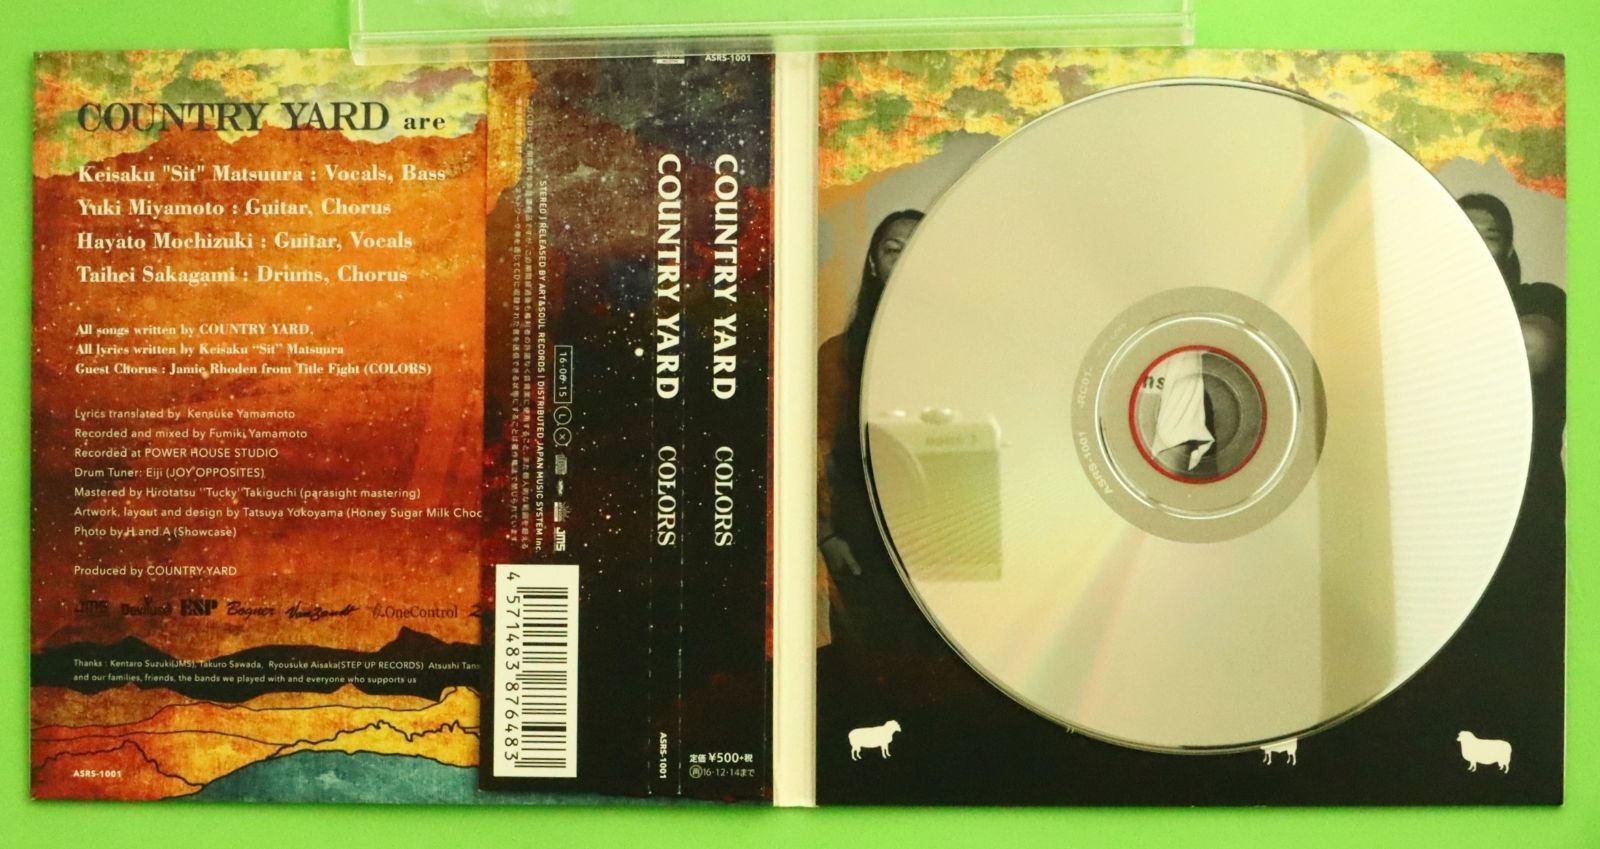 COUNTRY YARD are
Keisaku "Sit" Matsuura : Vocals, Bass
Yuki Miyamoto : Guitar, Chorus
Hayato Mochizuki : Guitar, Vocals
Taihei Sakagami : Drums, Chorus
All songs written by COUNTRY YARD,
All lyrics written by Keisaku “Sit” Matsuura
Guest Chorus : Jamie Rhoden from Title Fight (COLORS)
Lyrics translated by Kensuke Yamamoto
Recorded and mixed by Fumiki Yamamoto
Recorded at POWER HOUSE STUDIO
Drum Tuner: Eiji (JOY OPPOSITES)
Mastered by Hirotatsu "Tucky" Takiguchi (parasight mastering)
Artwork, layout and design by Tatsuya Yokoyama (Honey Sugar Milk Choc
Photo by H.and.A (Showcase)
Produced by COUNTRY YARD
JMS Deviluse ESP Bogner VanZandt OneControl
Thanks : Kentaro Suzuki(JMS), Takuro Sawada, Ryousuke Aisaka(STEP UP RECORDS) Atsushi Tans
and our families, friends, the bands we played with and everyone who supports us
ASRS-1001
ASRS-1001
COUNTRY YARD COLORS
COUNTRY YARD COLORS
STEREO | RELEASED BY ART&SOUL RECORDS | DISTRIBUTED JAPAN MUSIC SYSTEM Inc.
16·06·15 L X JMS
4 571483 876483
ASRS-1001
定価 ¥500+税
再16·12·14まで
ASRS-1001
ns